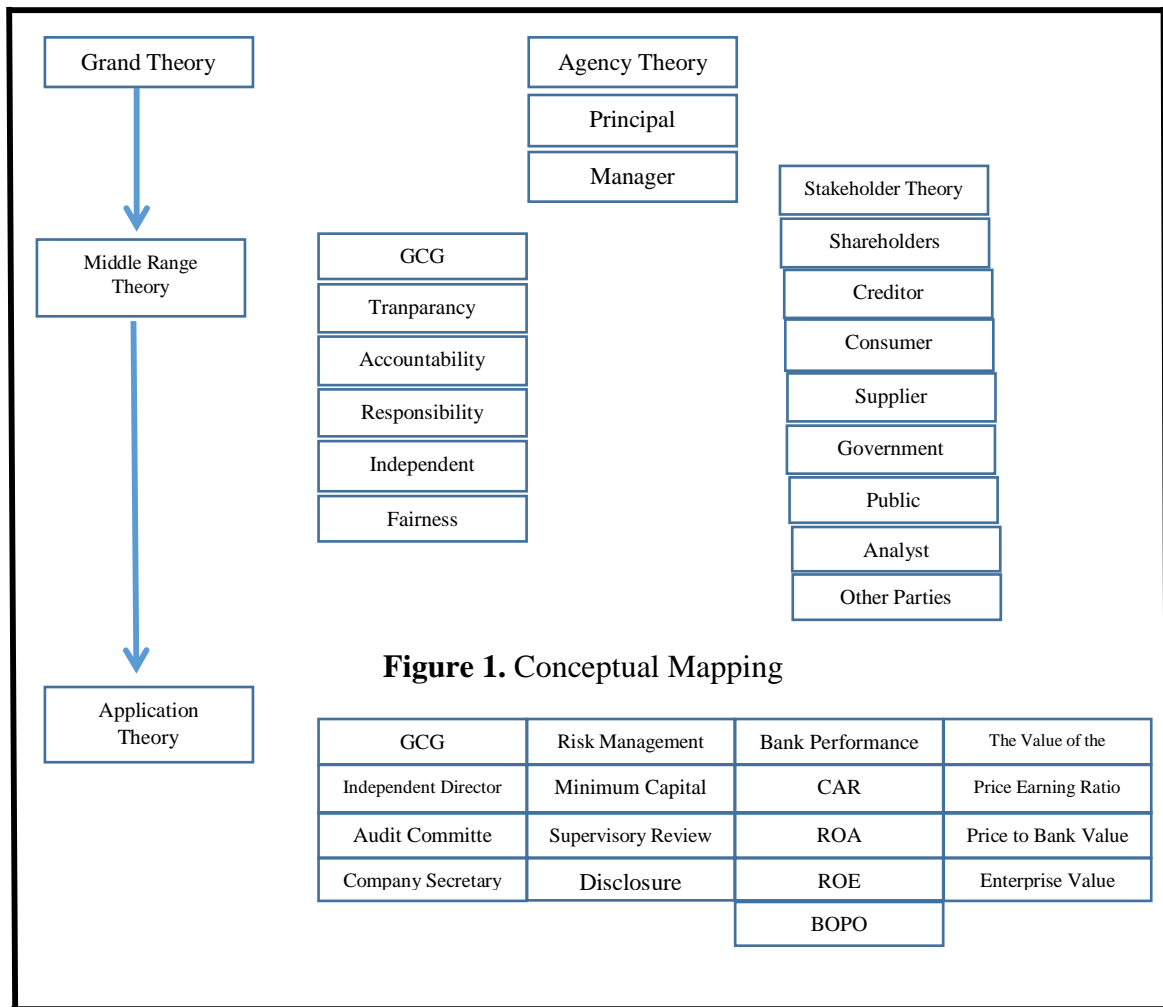 Grand Theory
Agency Theory
Principal
Manager
Stakeholder Theory
Shareholders
Creditor
Consumer
Supplier
Government
Public
Analyst
Other Parties
Middle Range
Theory
GCG
Tranparancy
Accountability
Responsibility
Independent
Fairness
Figure 1. Conceptual Mapping
Application
Theory
GCG
Risk Management
Bank Performance
The Value of the
Independent Director
Minimum Capital
CAR
Price Earning Ratio
Audit Committe
Supervisory Review
ROA
Price to Bank Value
Company Secretary
Disclosure
ROE
Enterprise Value
BOPO